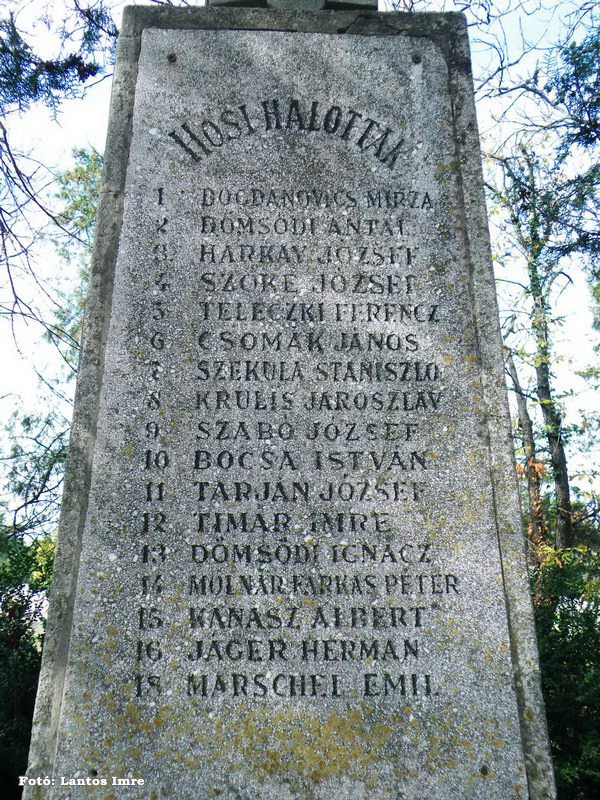 HŐSI HALOTTAK
1 BOGDANOVICS MIRZA
2 DÖMSÖDI ANTAL
3 HARKAY JÓZSEF
4 SZŐKE JÓZSEF
5 TELECZKI FERENCZ
6 CSOMÁK JÁNOS
7 SZEKULA STANISZLO
8 KRULIS JAROSZLÁV
9 SZABÓ JÓZSEF
10 BÓCSA ISTVÁN
11 TARJÁN JÓZSEF
12 TIMÁR IMRE
13 DÖMSÖDI IGNÁCZ
14 MOLNÁR FARKAS PÉTER
15 KANÁSZ ALBERT
16 JÄGER HERMAN
18 MARSCHEL EMIL
Fotó: Lantos Imre